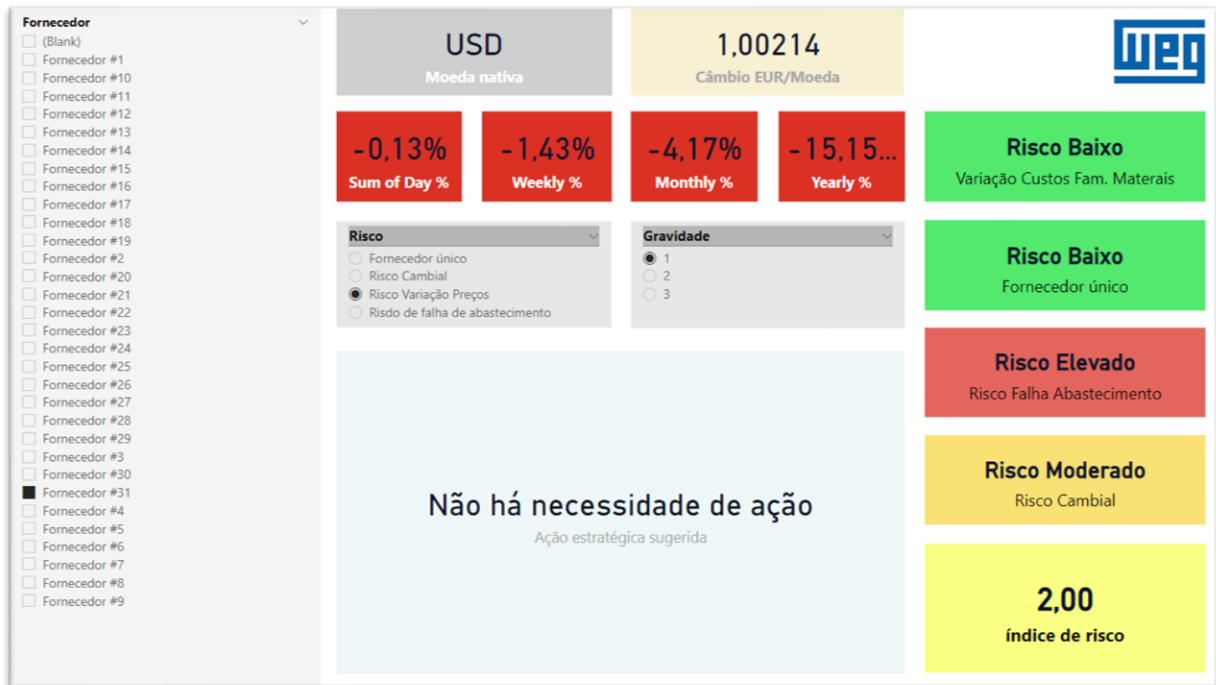 Fornecedor
(Blank)
Fornecedor #1
Fornecedor #10
Fornecedor #11
Fornecedor #12
Fornecedor #13
Fornecedor #14
Fornecedor #15
Fornecedor #16
Fornecedor #17
Fornecedor #18
Fornecedor #19
Fornecedor #2
Fornecedor #20
Fornecedor #21
Fornecedor #22
Fornecedor #23
Fornecedor #24
Fornecedor #25
Fornecedor #26
Fornecedor #27
Fornecedor #28
Fornecedor #29
Fornecedor #3
Fornecedor #30
Fornecedor #31
Fornecedor #4
Fornecedor #5
Fornecedor #6
Fornecedor #7
Fornecedor #8
Fornecedor #9
USD
Moeda nativa
1,00214
Câmbio EUR/Moeda
weg
-0,13%
Sum of Day %
-1,43%
Weekly %
-4,17%
Monthly %
-15,15...
Yearly %
Risco
Fornecedor único
Risco Cambial
Risco Variação Preços
Risdo de falha de abastecimento
Gravidade
1
2
3
Não há necessidade de ação
Ação estratégica sugerida
Risco Baixo
Variação Custos Fam. Materais
Risco Baixo
Fornecedor único
Risco Elevado
Risco Falha Abastecimento
Risco Moderado
Risco Cambial
2,00
índice de risco